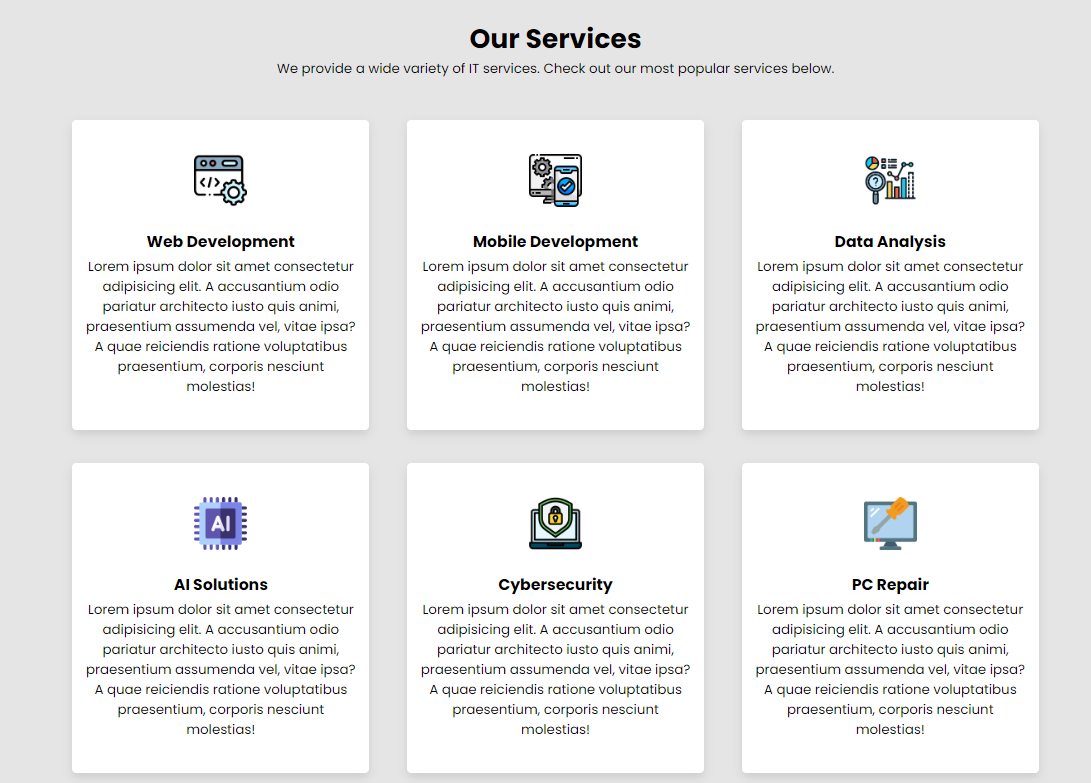 Our Services
We provide a wide variety of IT services. Check out our most popular services below.
</>
?
Web Development
Mobile Development
Data Analysis
Lorem ipsum dolor sit amet consectetur
adipisicing elit. A accusantium odio
pariatur architecto iusto quis animi,
praesentium assumenda vel, vitae ipsa?
A quae reiciendis ratione voluptatibus
praesentium, corporis nesciunt
molestias!
Lorem ipsum dolor sit amet consectetur
adipisicing elit. A accusantium odio
pariatur architecto iusto quis animi,
praesentium assumenda vel, vitae ipsa?
A quae reiciendis ratione voluptatibus
praesentium, corporis nesciunt
molestias!
Lorem ipsum dolor sit amet consectetur
adipisicing elit. A accusantium odio
pariatur architecto iusto quis animi,
praesentium assumenda vel, vitae ipsa?
A quae reiciendis ratione voluptatibus
praesentium, corporis nesciunt
molestias!
AI
AI Solutions
Cybersecurity
PC Repair
Lorem ipsum dolor sit amet consectetur
adipisicing elit. A accusantium odio
pariatur architecto iusto quis animi,
praesentium assumenda vel, vitae ipsa?
A quae reiciendis ratione voluptatibus
praesentium, corporis nesciunt
molestias!
Lorem ipsum dolor sit amet consectetur
adipisicing elit. A accusantium odio
pariatur architecto iusto quis animi,
praesentium assumenda vel, vitae ipsa?
A quae reiciendis ratione voluptatibus
praesentium, corporis nesciunt
molestias!
Lorem ipsum dolor sit amet consectetur
adipisicing elit. A accusantium odio
pariatur architecto iusto quis animi,
praesentium assumenda vel, vitae ipsa?
A quae reiciendis ratione voluptatibus
praesentium, corporis nesciunt
molestias!